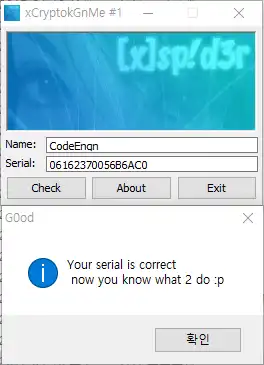 xCryptokGnMe #1
[x]sp!d3r
Name: CodeEngn
Serial: 06162370056B6AC0
Check About Exit
G0od
Your serial is correct
now you know what 2 do :p
확인